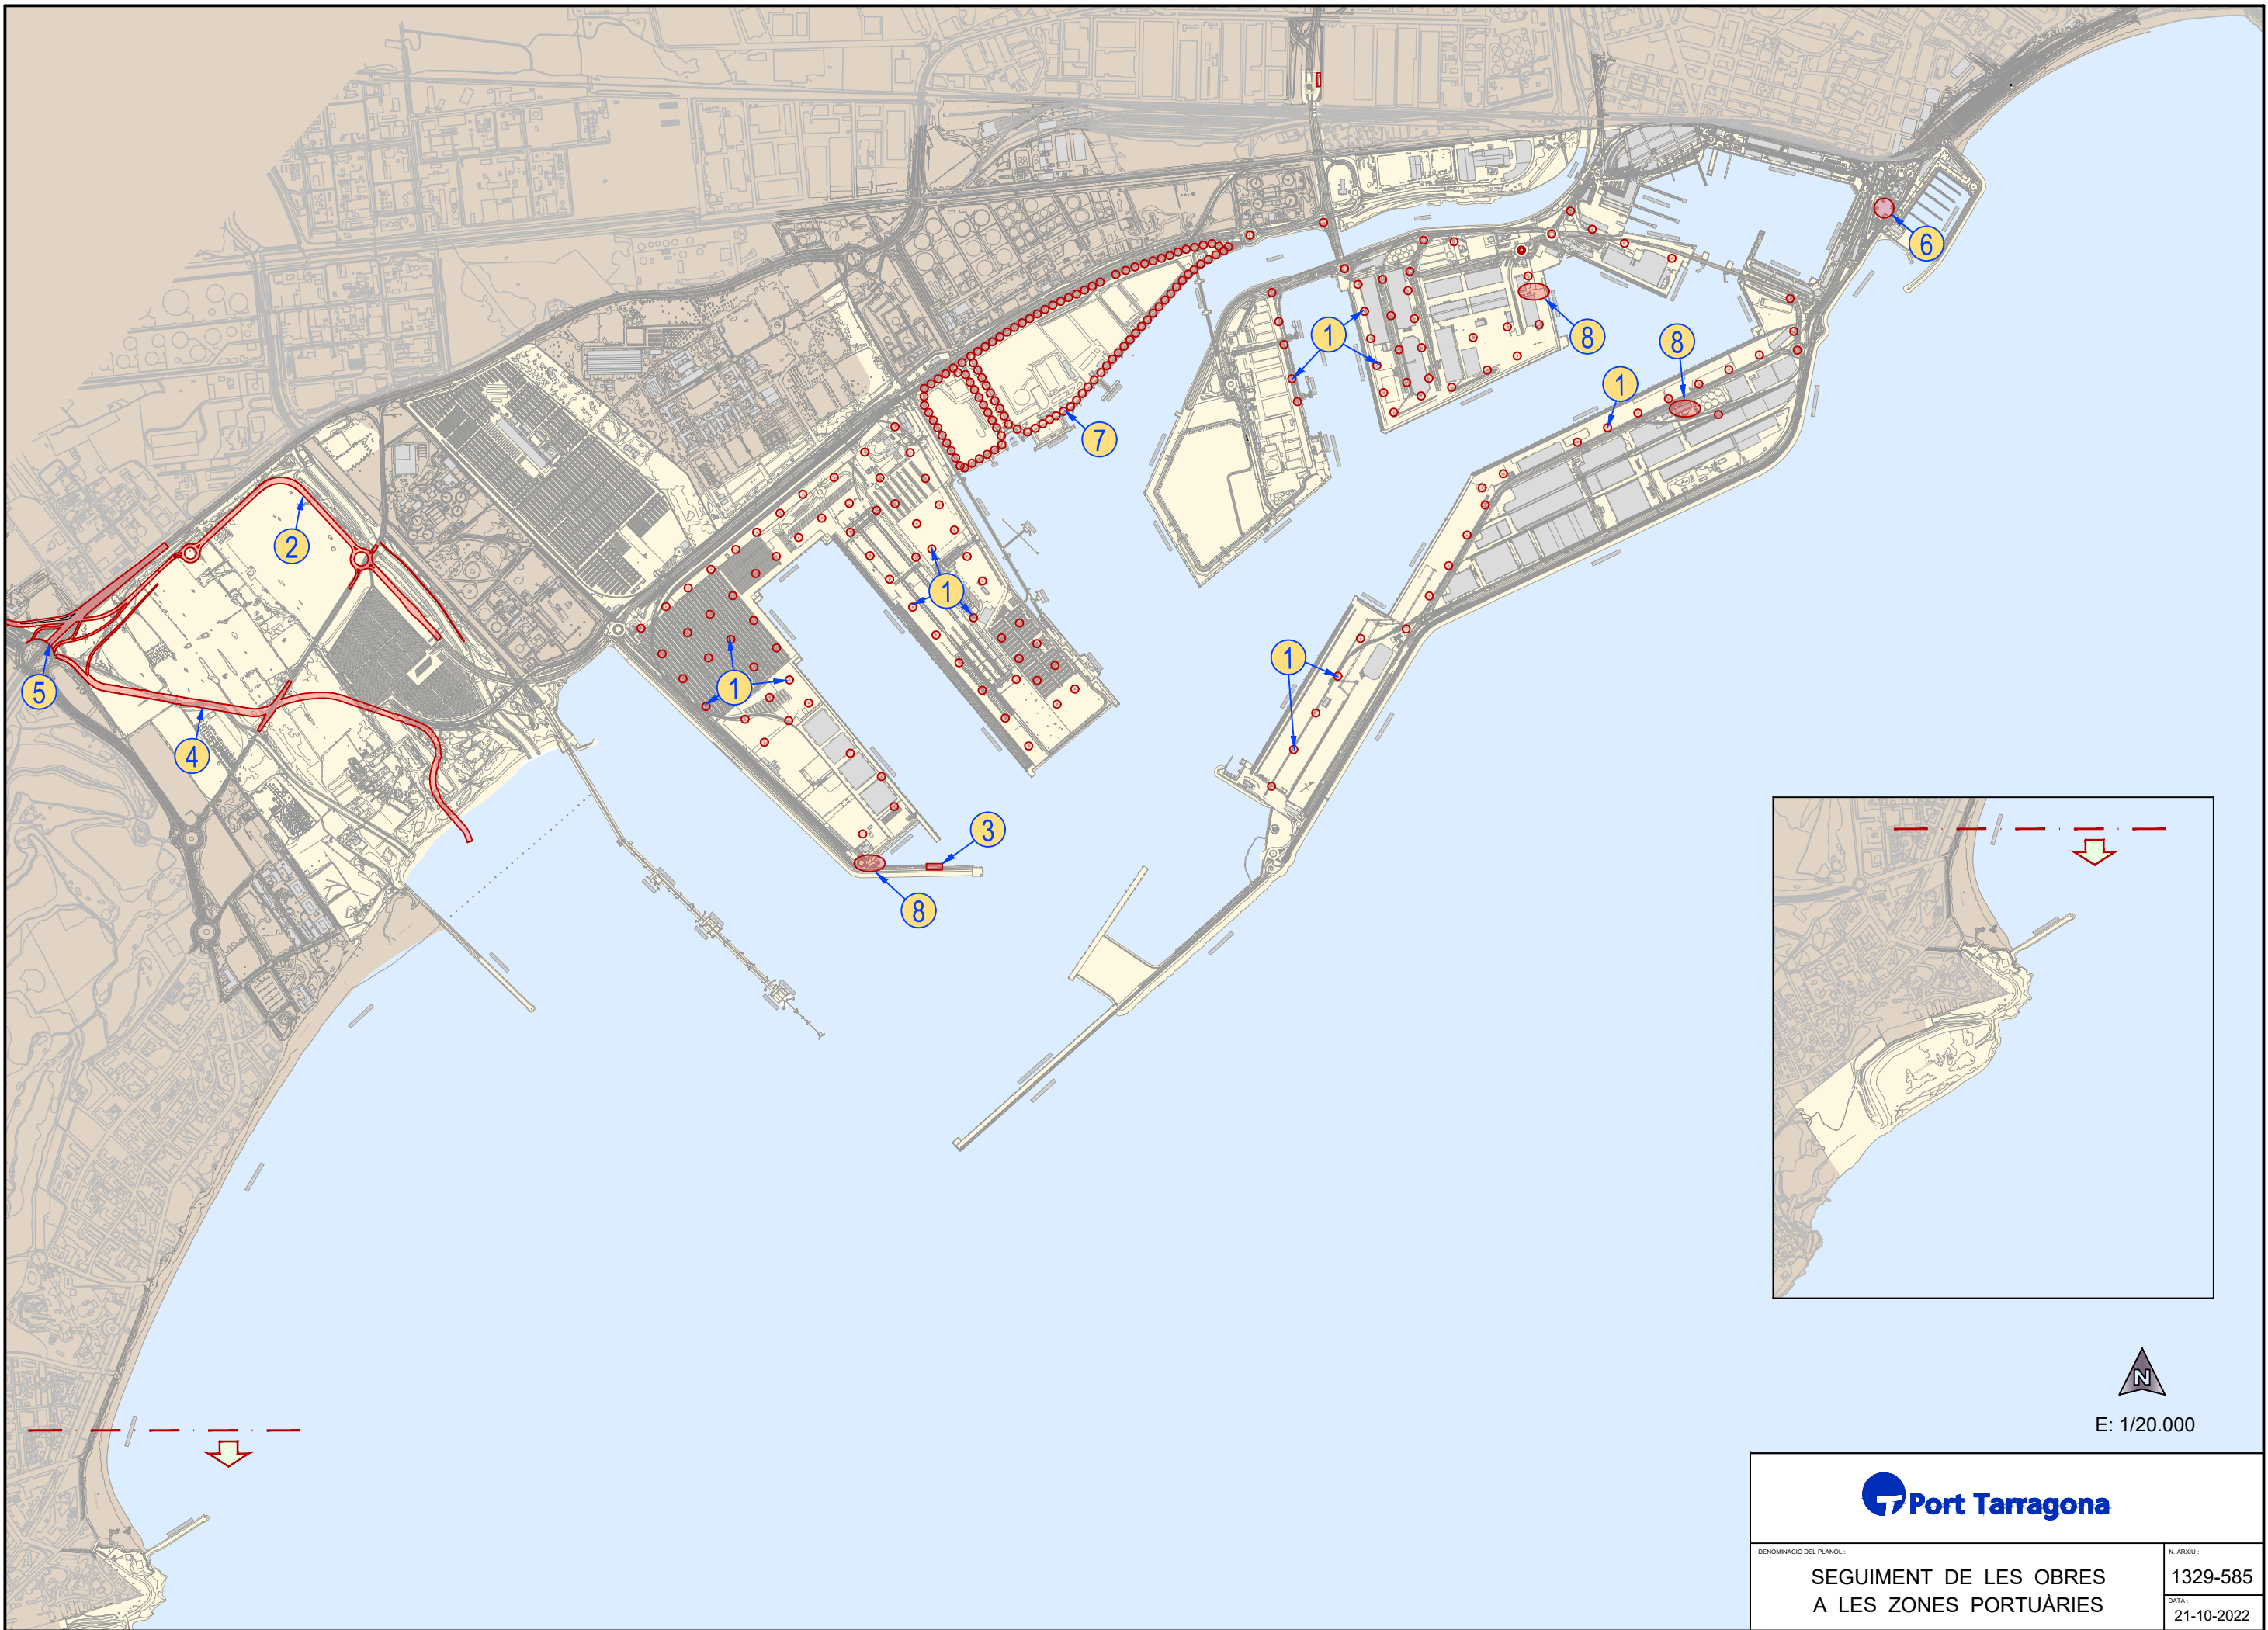 6
1
8
8
1
7
2
1
1
5
1
4
3
8
N
E: 1/20.000
Port Tarragona
DENOMINACIÓ DEL PLÀNOL :
SEGUIMENT DE LES OBRES
A LES ZONES PORTUÀRIES
N. ARXIU :
1329-585
DATA :
21-10-2022